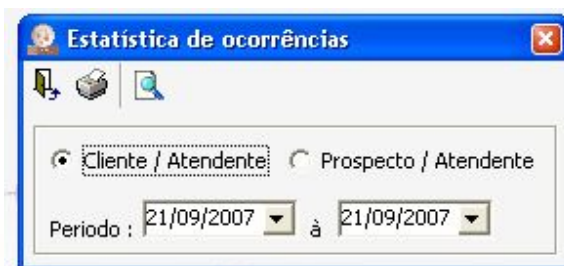 Estatística de ocorrências
Cliente / Atendente Prospecto / Atendente
Periodo : 21/09/2007 à 21/09/2007